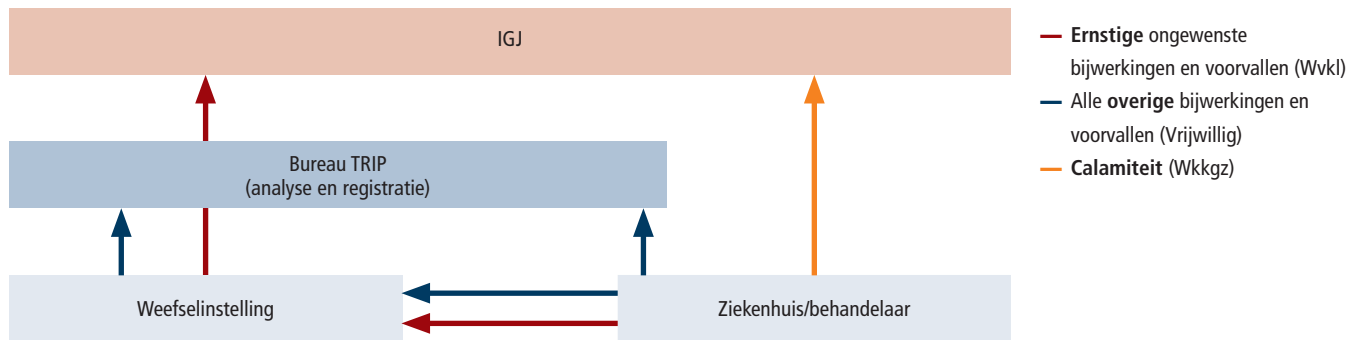 IGJ
Bureau TRIP
(analyse en registratie)
Weefselinstelling
Ziekenhuis/behandelaar
Ernstige ongewenste
bijwerkingen en voorvallen (Wvkl)
Alle overige bijwerkingen en
voorvallen (Vrijwillig)
Calamiteit (Wkkgz)